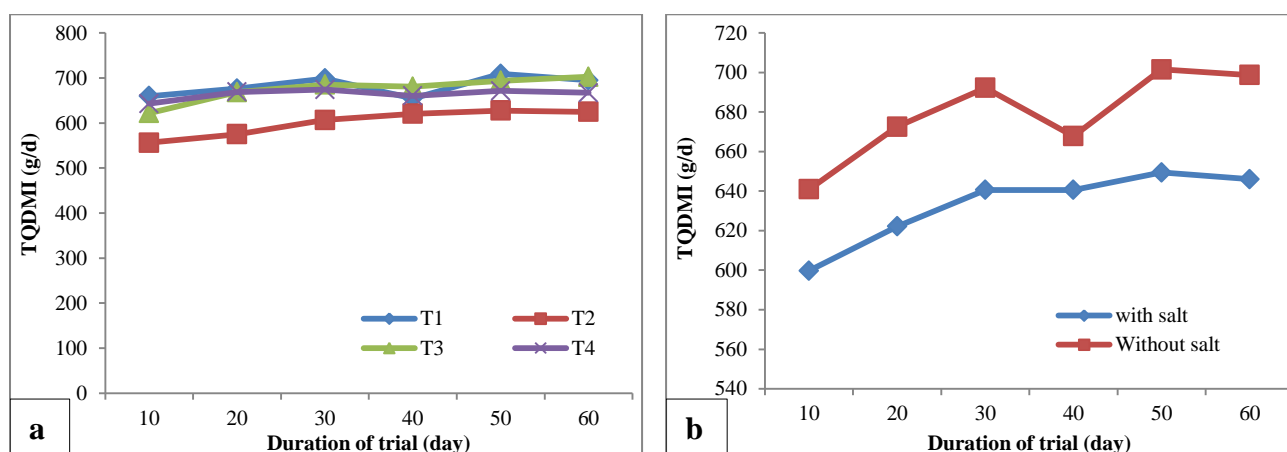 TQDMI (g/d)
800
700
600
500
400
300
200
100
0
T1 T2
T3 T4
10 20 30 40 50 60
Duration of trial (day)
a
TQDMI (g/d)
720
700
680
660
640
620
600
580
560
540
with salt
Without salt
10 20 30 40 50 60
Duration of trial (day)
b